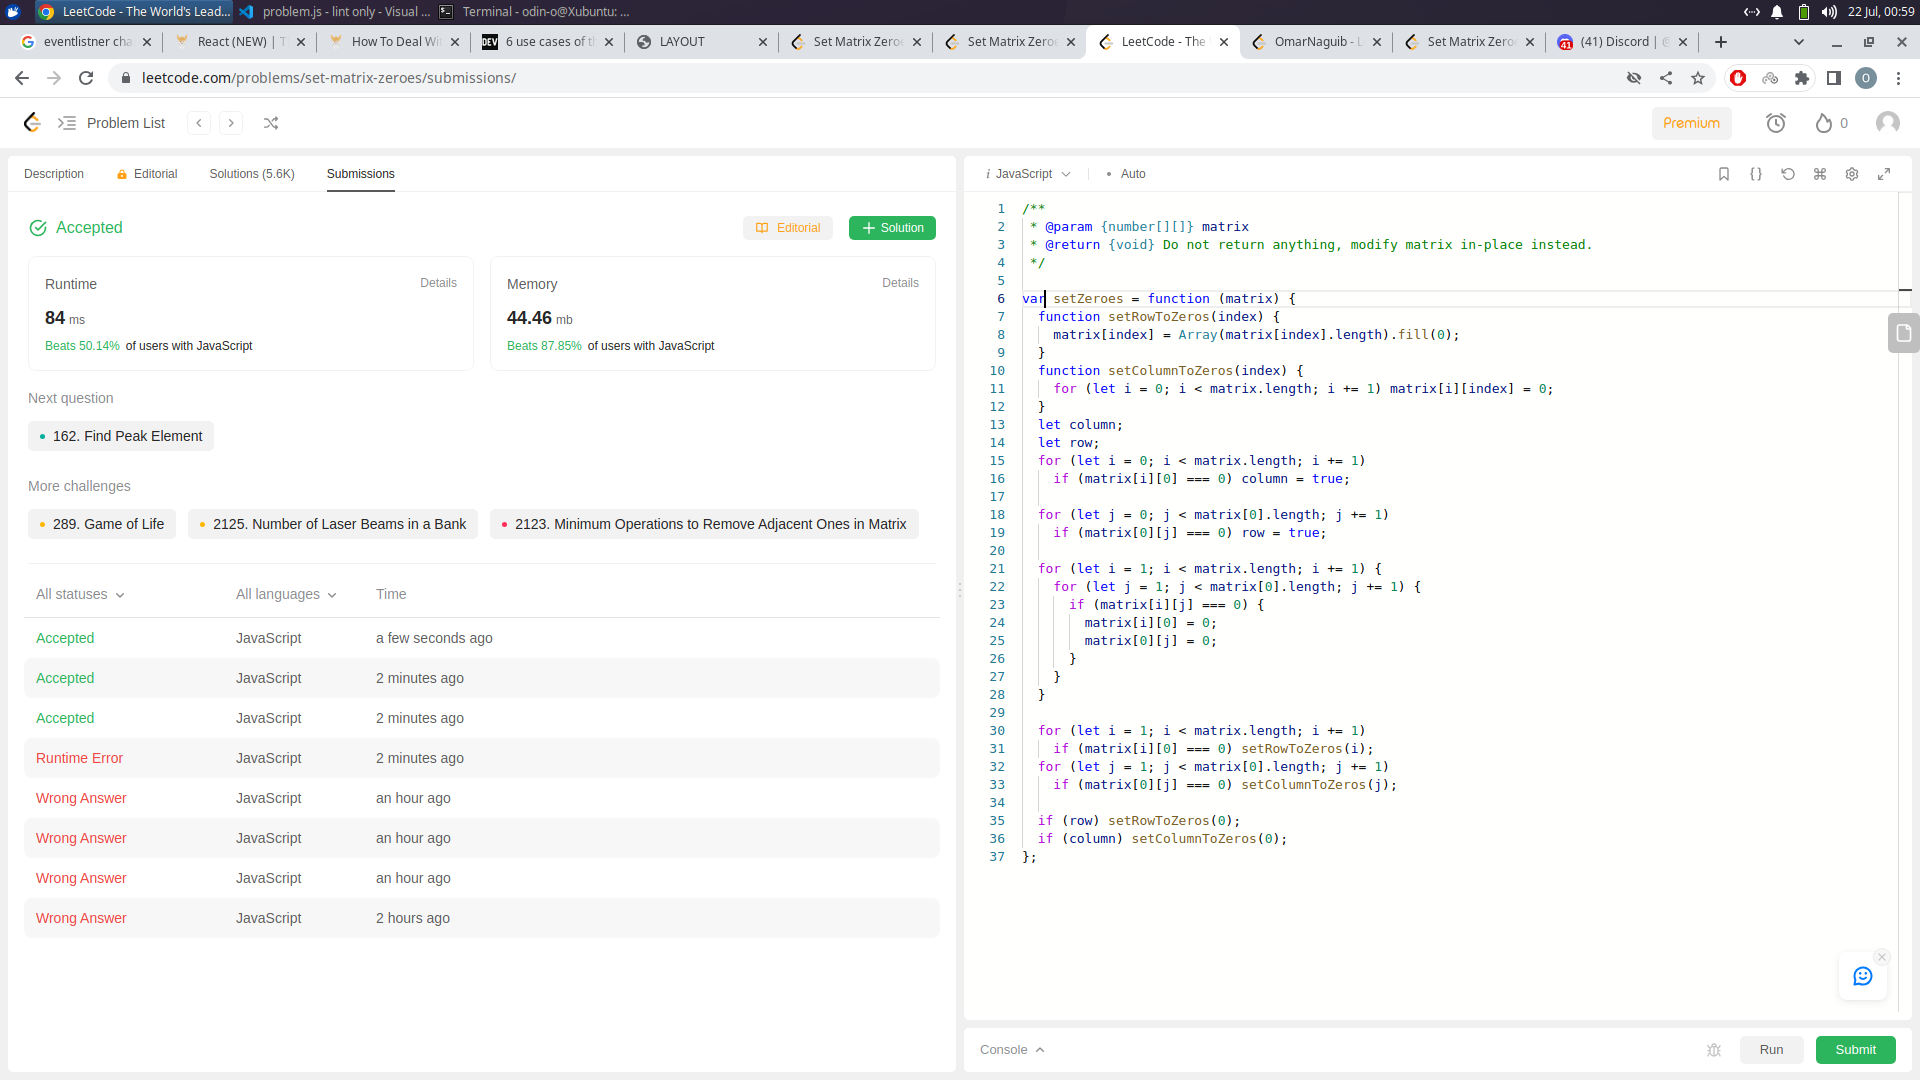 LeetCode - The World's Lead...
problem.js - lint only - Visual ...
Terminal - odin-o@Xubuntu: ...
22 Jul, 00:59
eventlistner cha
React (NEW) | T
How To Deal Wi
DEV
6 use cases of th
LAYOUT
Set Matrix Zeroe
Set Matrix Zeroe
LeetCode - The
OmarNaguib - L
Set Matrix Zero
41
(41) Discord | @
leetcode.com/problems/set-matrix-zeroes/submissions/
O
Problem List
Premium
0
Description
Editorial
Solutions (5.6K)
Submissions
Accepted
Editorial
Solution
Runtime
Details
84 ms
Beats 50.14% of users with JavaScript
Memory
Details
44.46 mb
Beats 87.85% of users with JavaScript
Next question
162. Find Peak Element
More challenges
289. Game of Life
2125. Number of Laser Beams in a Bank
2123. Minimum Operations to Remove Adjacent Ones in Matrix
All statuses
All languages
Time
Accepted JavaScript a few seconds ago
Accepted JavaScript 2 minutes ago
Accepted JavaScript 2 minutes ago
Runtime Error JavaScript 2 minutes ago
Wrong Answer JavaScript an hour ago
Wrong Answer JavaScript an hour ago
Wrong Answer JavaScript an hour ago
Wrong Answer JavaScript 2 hours ago
i JavaScript
• Auto
1 /**
2 * @param {number[][]} matrix
3 * @return {void} Do not return anything, modify matrix in-place instead.
4 */
5
6 var setZeroes = function (matrix) {
7 function setRowToZeros(index) {
8 matrix[index] = Array(matrix[index].length).fill(0);
9 }
10 function setColumnToZeros(index) {
11 for (let i = 0; i < matrix.length; i += 1) matrix[i][index] = 0;
12 }
13 let column;
14 let row;
15 for (let i = 0; i < matrix.length; i += 1)
16 if (matrix[i][0] === 0) column = true;
17
18 for (let j = 0; j < matrix[0].length; j += 1)
19 if (matrix[0][j] === 0) row = true;
20
21 for (let i = 1; i < matrix.length; i += 1) {
22 for (let j = 1; j < matrix[0].length; j += 1) {
23 if (matrix[i][j] === 0) {
24 matrix[i][0] = 0;
25 matrix[0][j] = 0;
26 }
27 }
28 }
29
30 for (let i = 1; i < matrix.length; i += 1)
31 if (matrix[i][0] === 0) setRowToZeros(i);
32 for (let j = 1; j < matrix[0].length; j += 1)
33 if (matrix[0][j] === 0) setColumnToZeros(j);
34
35 if (row) setRowToZeros(0);
36 if (column) setColumnToZeros(0);
37 };
Console
Run
Submit